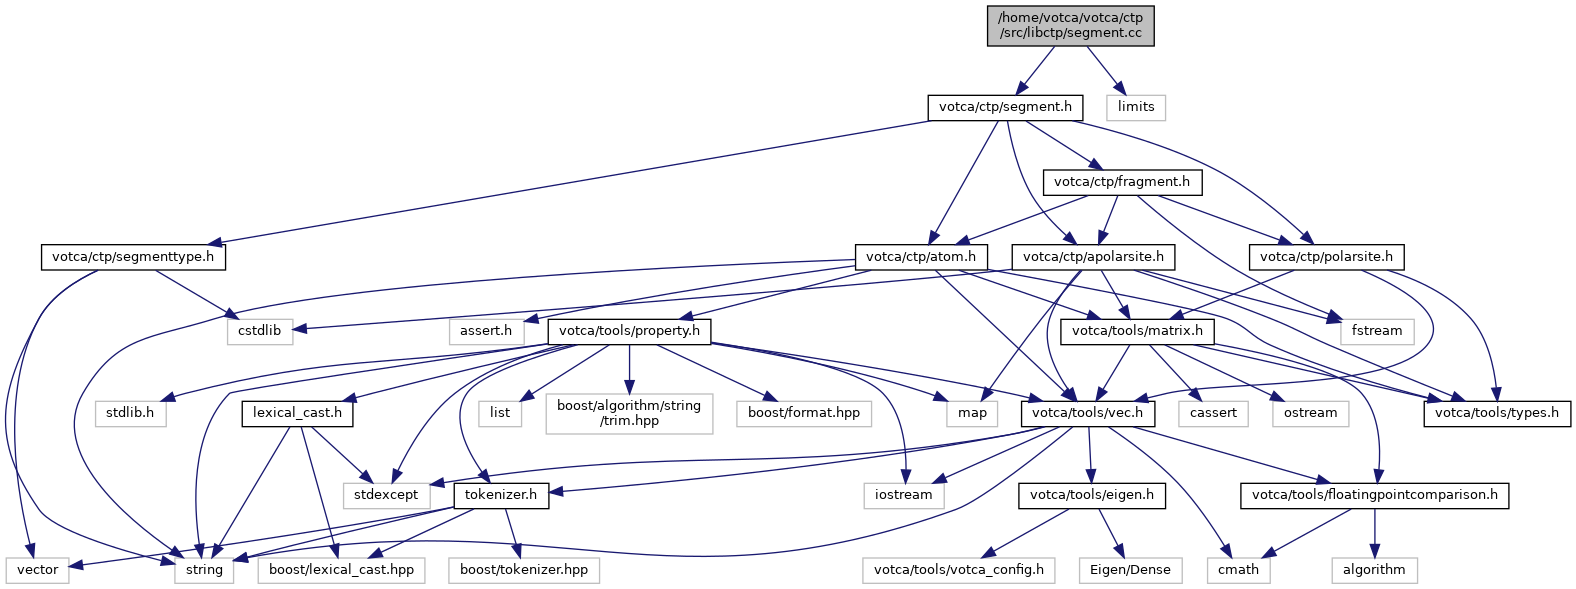 /home/votca/votca/ctp
/src/libctp/segment.cc
votca/ctp/segment.h
limits
votca/ctp/fragment.h
votca/ctp/segmenttype.h
votca/ctp/atom.h
votca/ctp/apolarsite.h
votca/ctp/polarsite.h
cstdlib
assert.h
votca/tools/property.h
votca/tools/matrix.h
fstream
stdlib.h
lexical_cast.h
list
boost/algorithm/string
/trim.hpp
boost/format.hpp
map
votca/tools/vec.h
cassert
ostream
votca/tools/types.h
stdexcept
tokenizer.h
iostream
votca/tools/eigen.h
votca/tools/floatingpointcomparison.h
vector
string
boost/lexical_cast.hpp
boost/tokenizer.hpp
votca/tools/votca_config.h
Eigen/Dense
cmath
algorithm